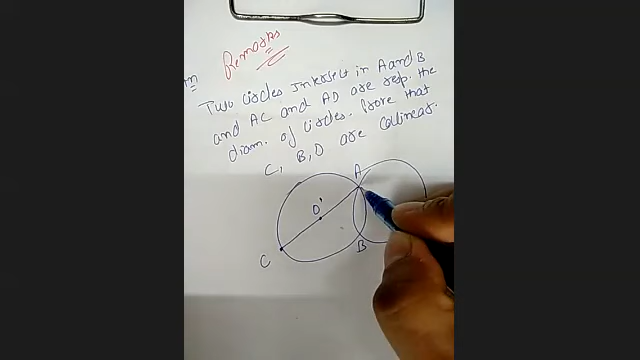 Remarks
Two circles Intersect in A and B
and AC and AD are resp. the
diam. of circles. Prove that
C, B, D are collinear.
A
O'
C
B